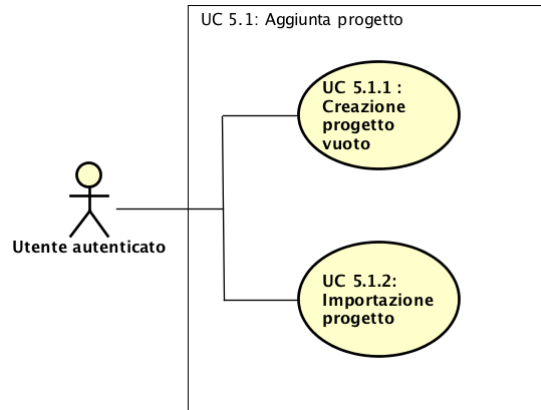 UC 5.1: Aggiunta progetto
UC 5.1.1 :
Creazione
progetto
vuoto
Utente autenticato
UC 5.1.2:
Importazione
progetto